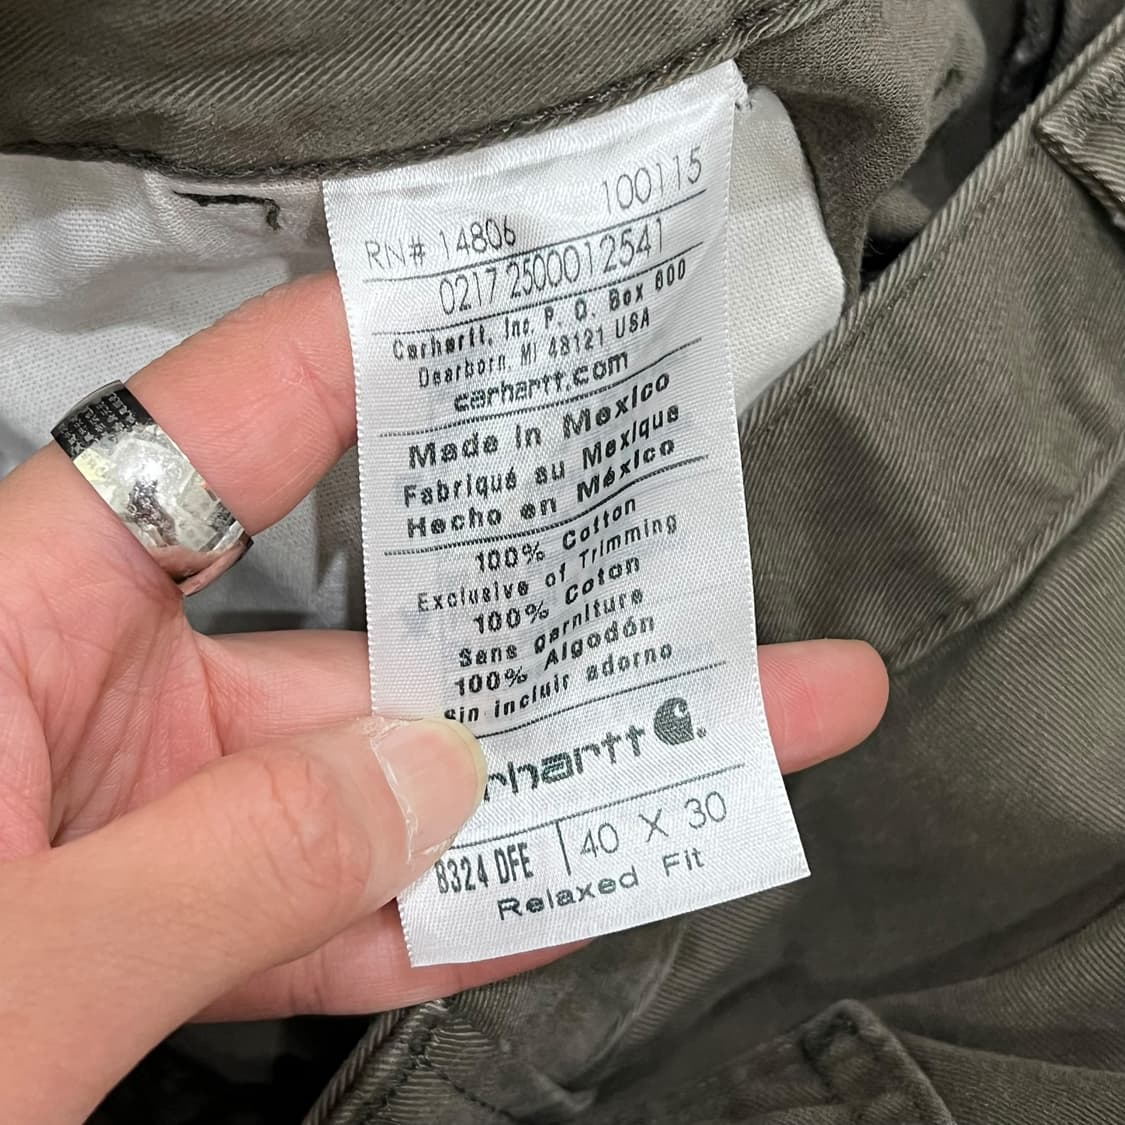 100115
RN# 14806
0217 2500012541
Carhartt, Inc. P. O. Box 600
Dearborn, MI 48121 USA
carhartt.com
Made in Mexico
Fabriqué au Mexique
Hecho en México
100% Cotton
Exclusive of Trimming
100% Coton
Sans garniture
100% Algodón
Sin incluir adorno
rhartt
B324 DFE 40 X 30
Relaxed Fit